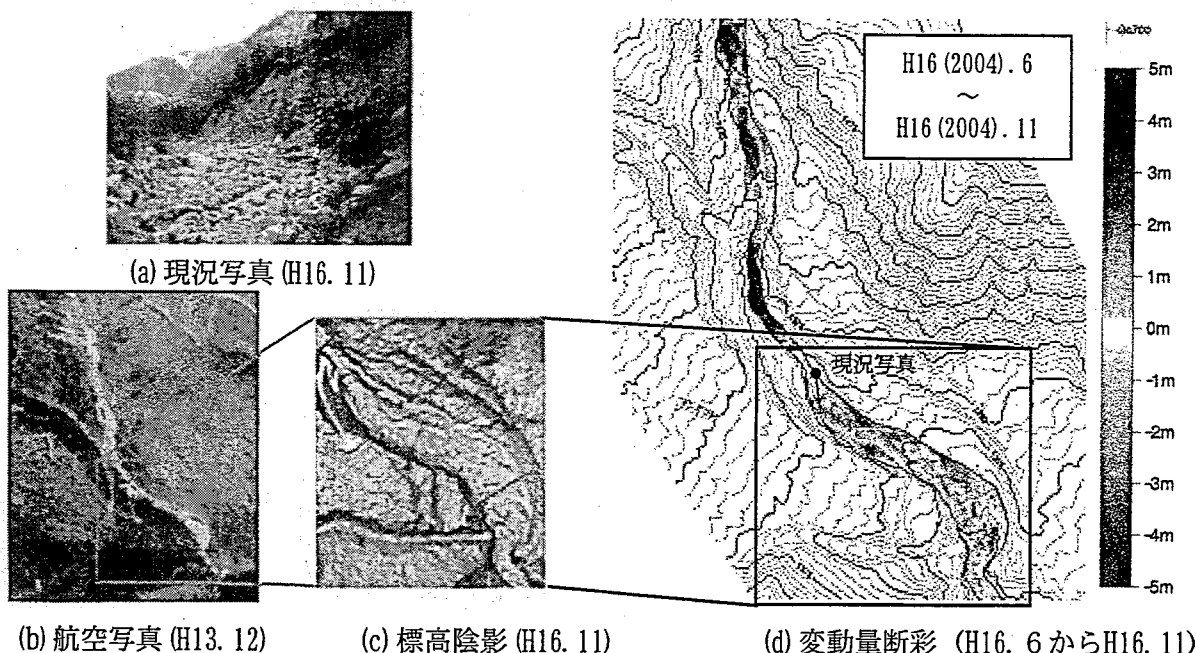 H16(2004).6
～
H16(2004).11
5m
4m
3m
2m
1m
0m
-1m
-2m
-3m
-4m
-5m
現況写真
(a) 現況写真(H16.11)
(b) 航空写真(H13.12)
(c) 標高陰影(H16.11)
(d) 変動量断彩 (H16.6からH16.11)